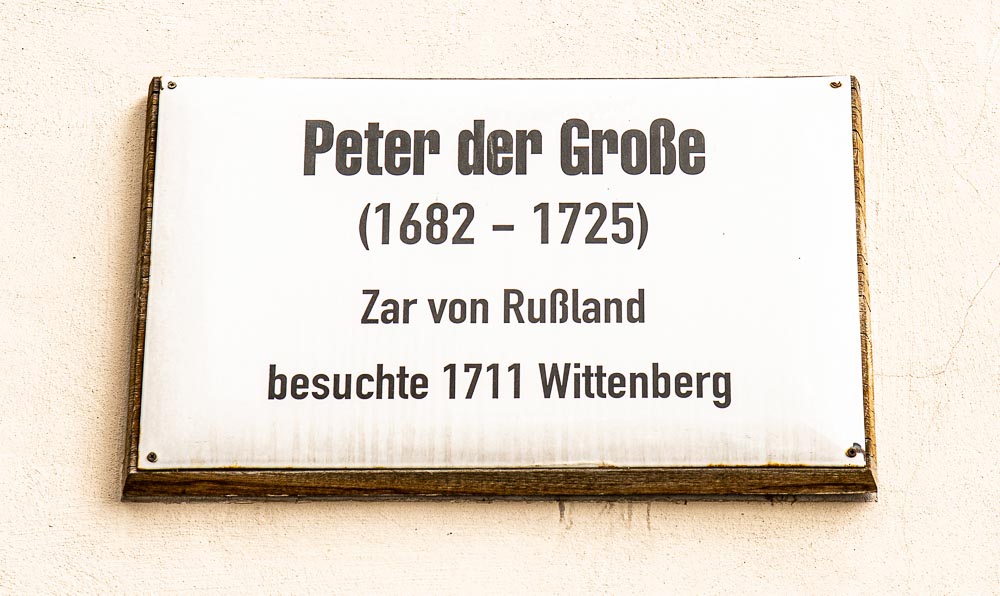 Peter der Große
(1682 – 1725)
Zar von Rußland
besuchte 1711 Wittenberg